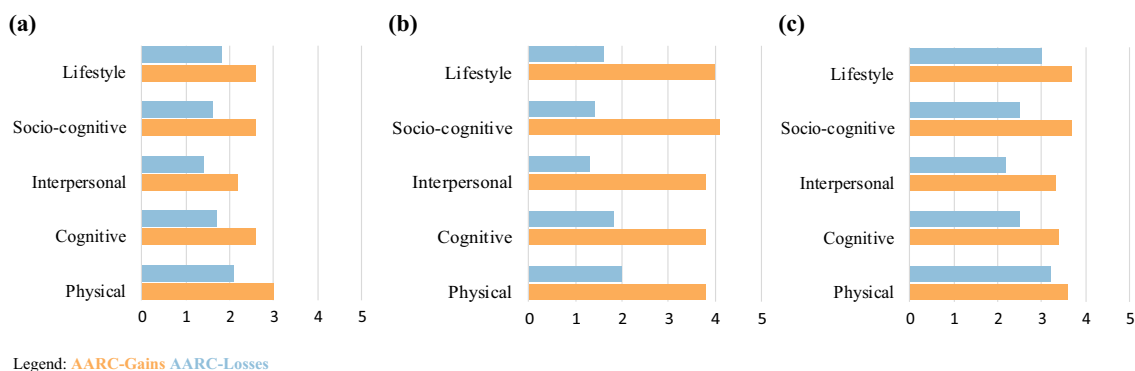 (a) (b) (c)
Lifestyle Lifestyle Lifestyle
Socio-cognitive Socio-cognitive Socio-cognitive
Interpersonal Interpersonal Interpersonal
Cognitive Cognitive Cognitive
Physical Physical Physical
0 1 2 3 4 5 0 1 2 3 4 5 0 1 2 3 4 5
Legend: AARC-Gains AARC-Losses